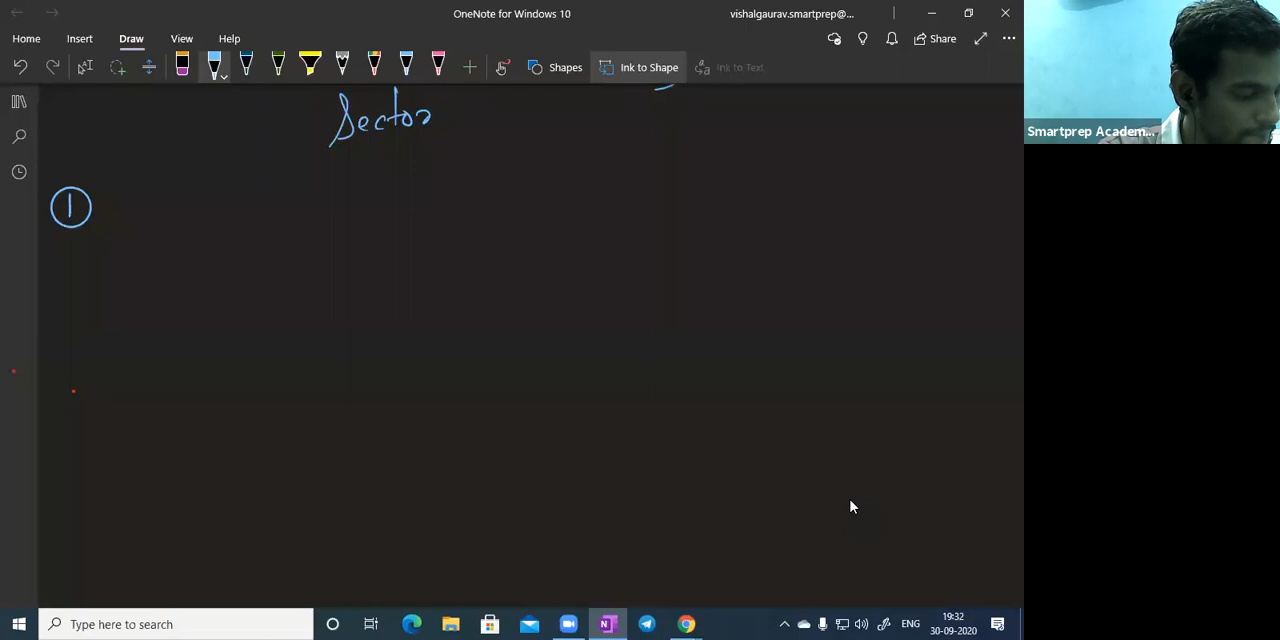 OneNote for Windows 10
vishalgaurav.smartprep@...
Home Insert Draw View Help
Share
Shapes
Ink to Shape
Ink to Text
Sector
1
Smartprep Academ...
Type here to search
ENG
19:32
30-09-2020